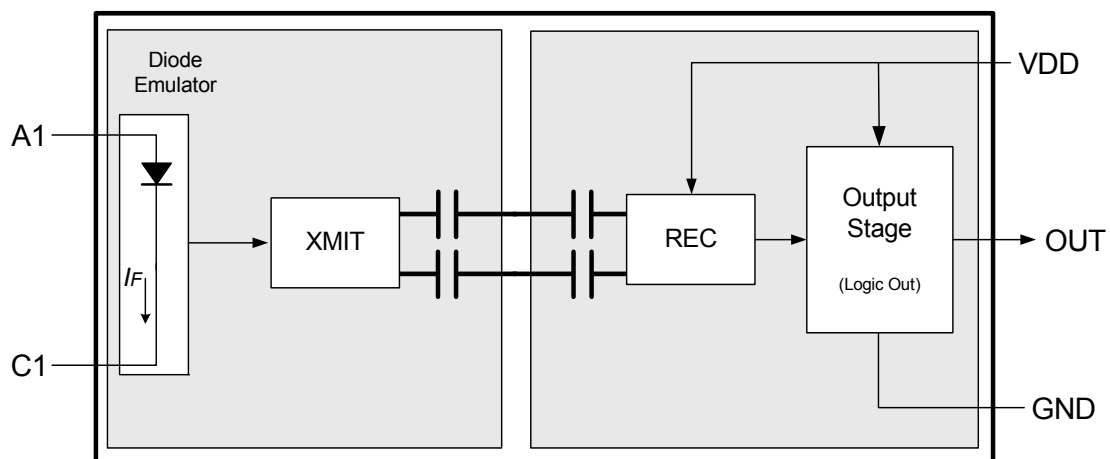 Diode
Emulator
A1
IF
C1
XMIT
REC
Output
Stage
(Logic Out)
VDD
OUT
GND